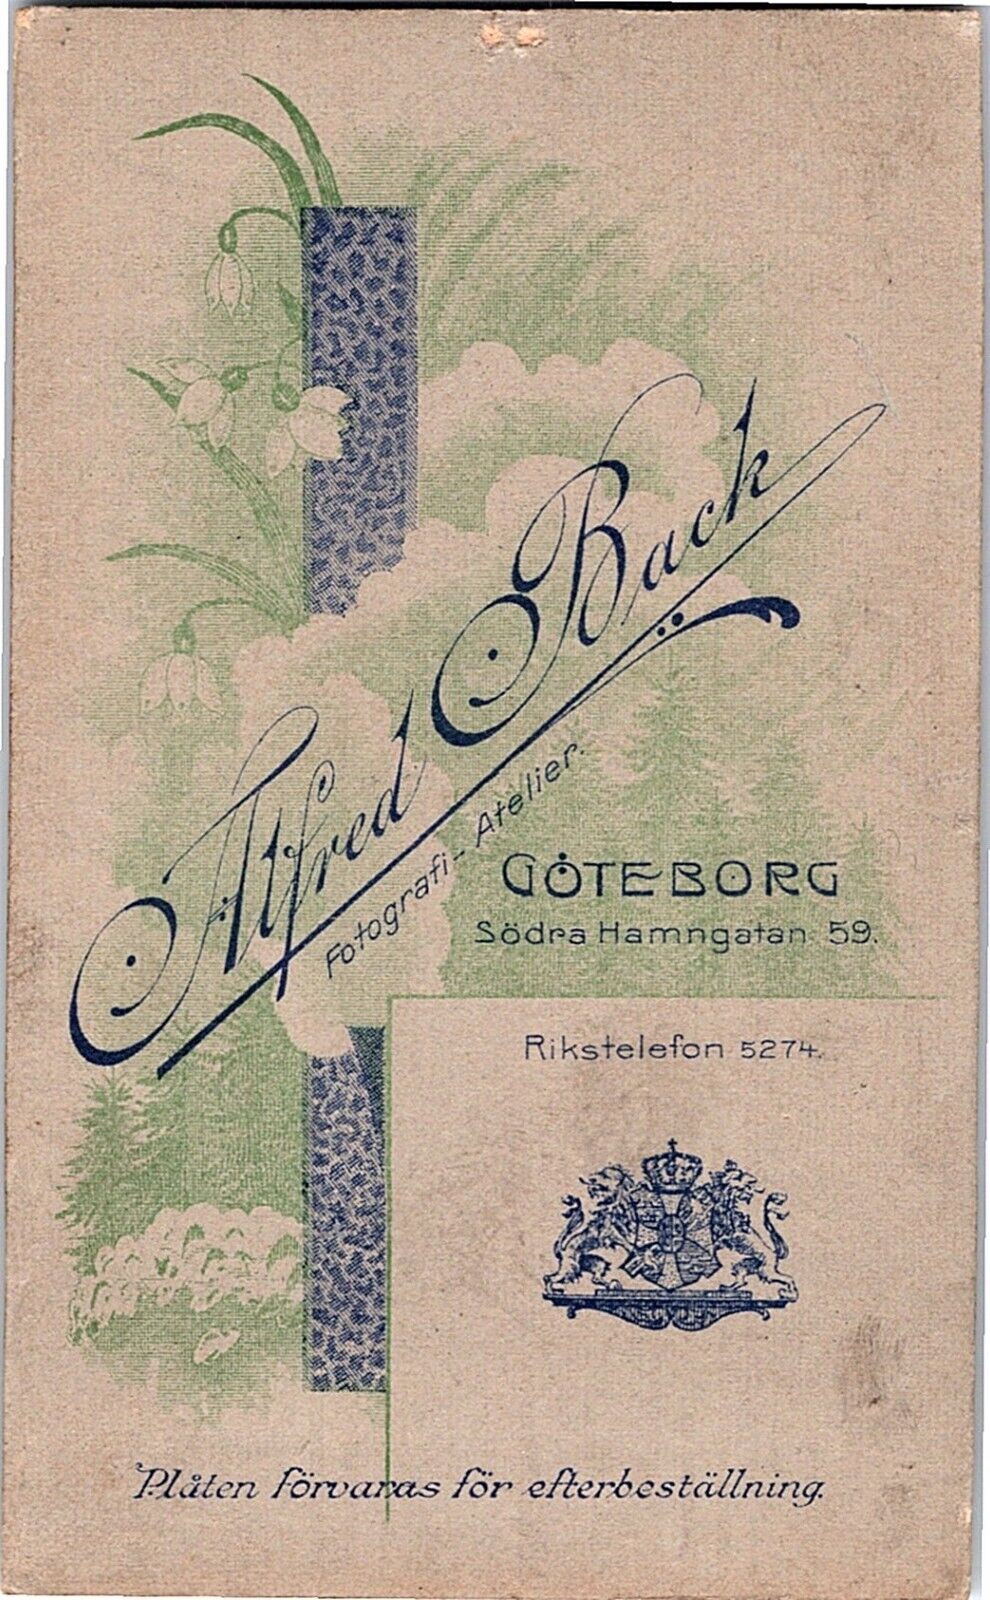 Alfred Back
Fotografi-Atelier.
GÖTEBORG
Södra Hamngatan 59.
Rikstelefon 5274.
Plåten förvaras för efterbeställning.